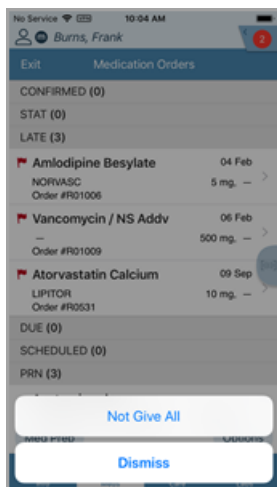 No Service 10:04 AM
Burns, Frank 2
Exit Medication Orders
CONFIRMED (0)
STAT (0)
LATE (3)
Amlodipine Besylate 04 Feb
NORVASC 5 mg, –
Order #R01006
Vancomycin / NS Addv 06 Feb
– 500 mg, –
Order #R01009
Atorvastatin Calcium 09 Sep
LIPITOR 10 mg, –
Order #R0531
DUE (0)
SCHEDULED (0)
PRN (3)
Not Give All
Med Prep Options
Dismiss